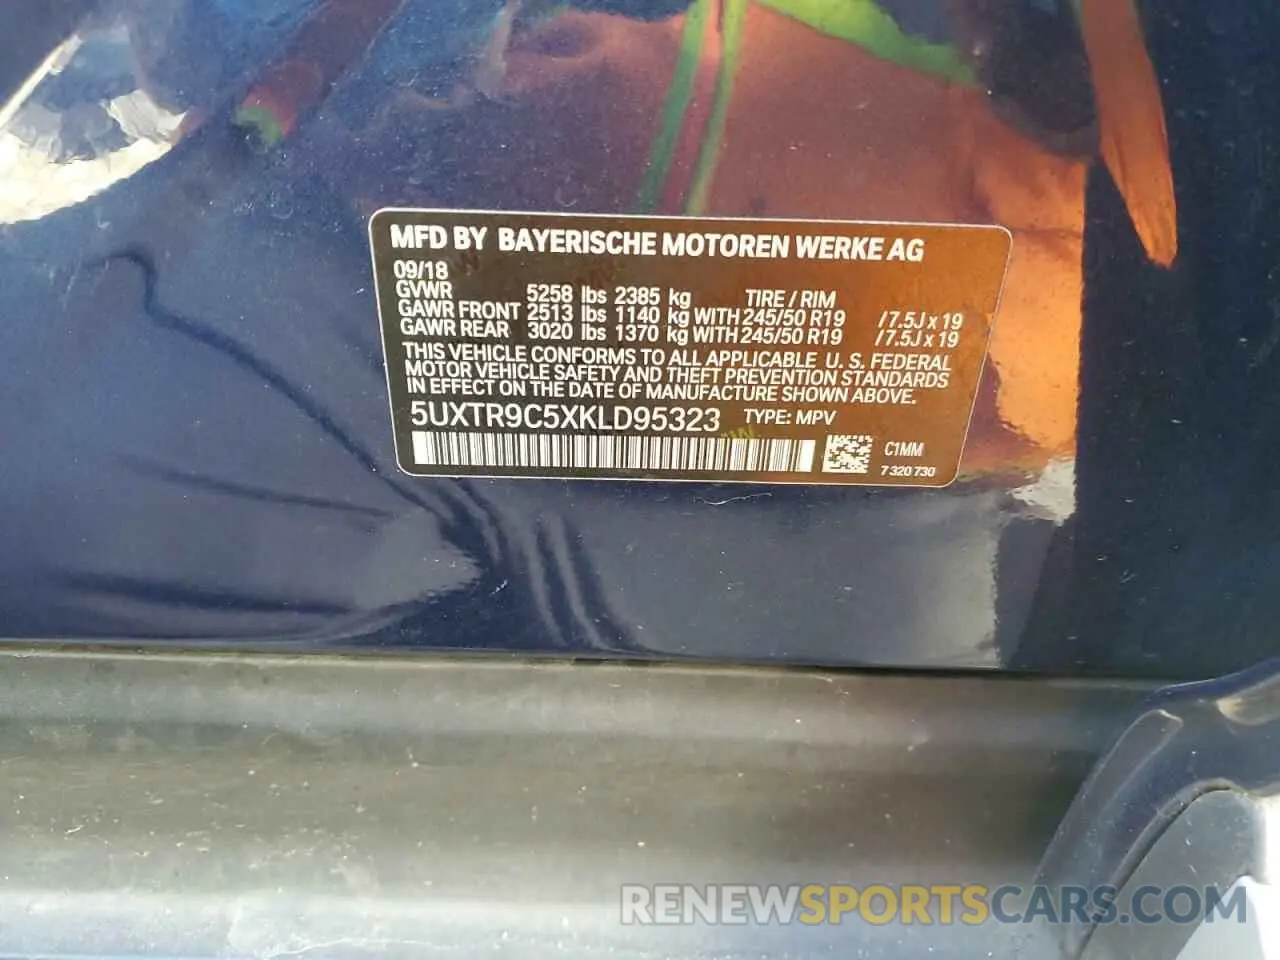 MFD BY BAYERISCHE MOTOREN WERKE AG
09/18
GVWR 5258 lbs 2385 kg TIRE / RIM
GAWR FRONT 2513 lbs 1140 kg WITH 245/50 R19 /7.5J x 19
GAWR REAR 3020 lbs 1370 kg WITH 245/50 R19 /7.5J x 19
THIS VEHICLE CONFORMS TO ALL APPLICABLE U. S. FEDERAL
MOTOR VEHICLE SAFETY AND THEFT PREVENTION STANDARDS
IN EFFECT ON THE DATE OF MANUFACTURE SHOWN ABOVE.
5UXTR9C5XKLD95323 TYPE: MPV
C1MM
7 320 730
RENEWSPORTSCARS.COM